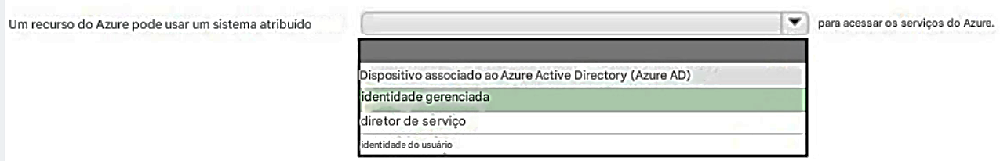 Um recurso do Azure pode usar um sistema atribuído
para acessar os serviços do Azure.
Dispositivo associado ao Azure Active Directory (Azure AD)
identidade gerenciada
diretor de serviço
identidade do usuário